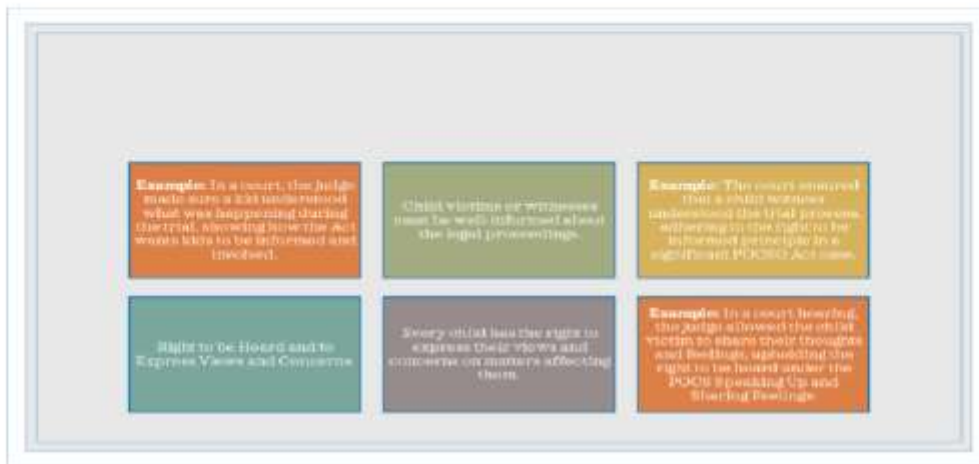 Example: In a court, the judge
made sure a kid understood
what was happening during
the trial, showing how the Act
wants kids to be informed and
involved.
Child victims or witnesses
must be well-informed about
the legal proceedings.
Example: The court ensured
that a child witness
understood the trial process,
adhering to the right to be
informed principle in a
significant POCSO Act case.
Right to be Heard and to
Express Views and Concerns
Every child has the right to
express their views and
concerns on matters affecting
them.
Example: In a court hearing,
the judge allowed the child
victim to share their thoughts
and feelings, upholding the
right to be heard under the
POCS Speaking Up and
Sharing Feelings.